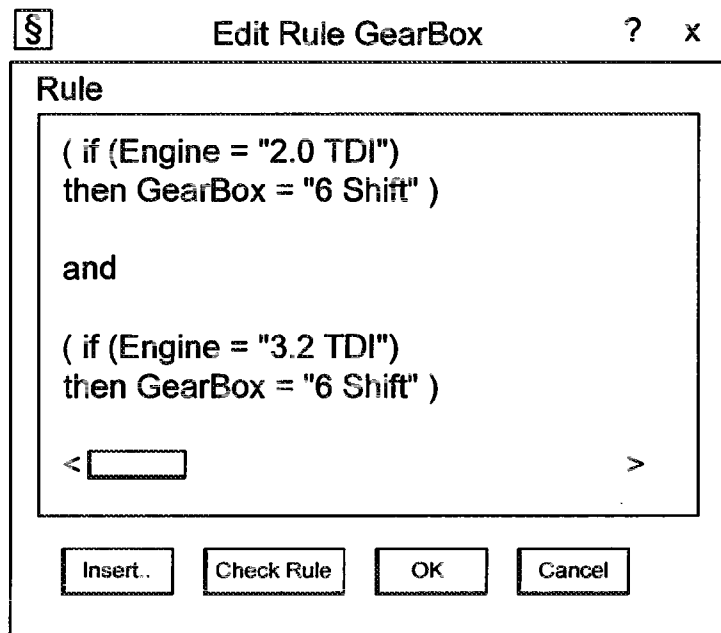 § Edit Rule GearBox ? x
Rule
( if (Engine = "2.0 TDI")
then GearBox = "6 Shift" )
and
( if (Engine = "3.2 TDI")
then GearBox = "6 Shift" )
< >
Insert.. Check Rule OK Cancel